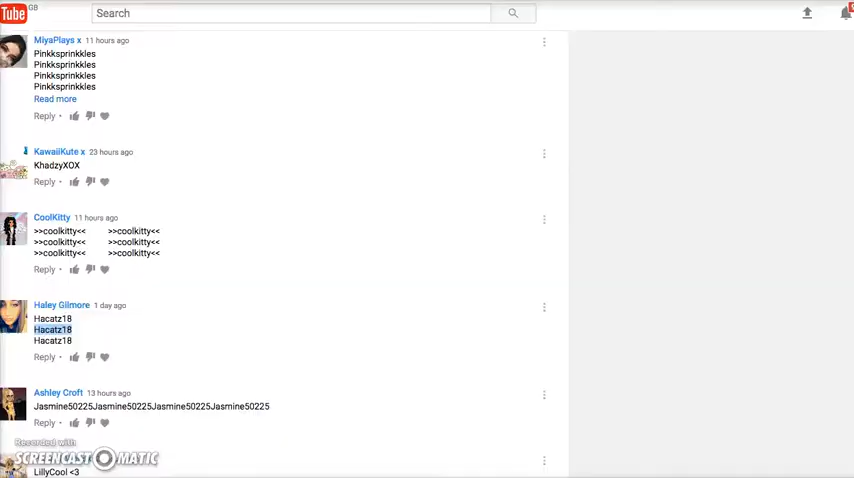 Tube GB
Search
MiyaPlays x 11 hours ago
Pinkksprinkkles
Pinkksprinkkles
Pinkksprinkkles
Pinkksprinkkles
Read more
Reply
KawaiiKute x 23 hours ago
KhadzyXOX
Reply
CoolKitty 11 hours ago
>>coolkitty<< >>coolkitty<<
>>coolkitty<< >>coolkitty<<
>>coolkitty<< >>coolkitty<<
Reply
Haley Gilmore 1 day ago
Hacatz18
Hacatz18
Hacatz18
Reply
Ashley Croft 13 hours ago
Jasmine50225Jasmine50225Jasmine50225Jasmine50225
Reply
Recorded with
SCREENCAST-O-MATIC
LillyCool <3